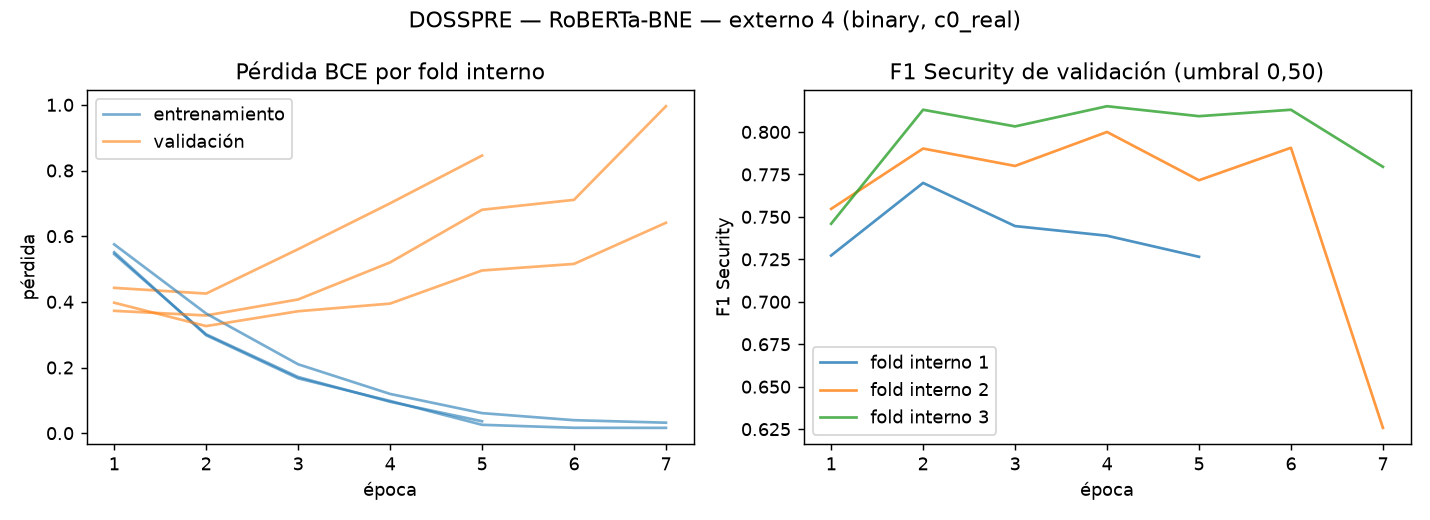 DOSSPRE — RoBERTa-BNE — externo 4 (binary, c0_real)
Pérdida BCE por fold interno
entrenamiento
validación
pérdida
1.0
0.8
0.6
0.4
0.2
0.0
1 2 3 4 5 6 7
época
F1 Security de validación (umbral 0,50)
F1 Security
0.800
0.775
0.750
0.725
0.700
0.675
0.650
0.625
fold interno 1
fold interno 2
fold interno 3
1 2 3 4 5 6 7
época